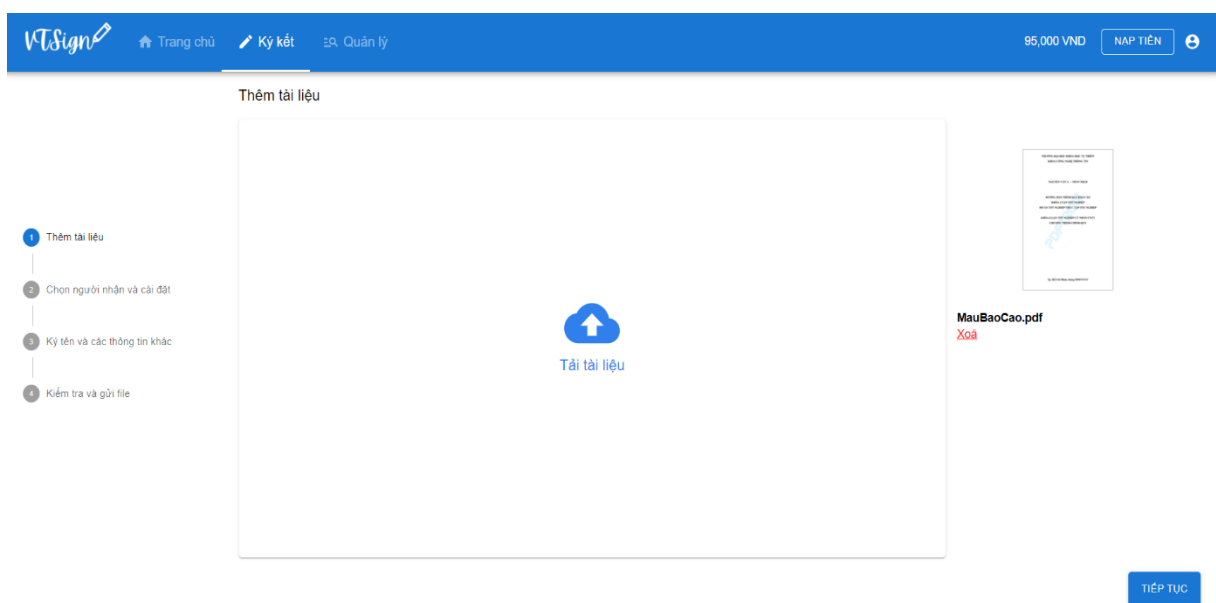 VTSign
Trang chủ
Ký kết
Quản lý
95,000 VND
NẠP TIỀN
Thêm tài liệu
1 Thêm tài liệu
2 Chọn người nhận và cài đặt
3 Ký tên và các thông tin khác
4 Kiểm tra và gửi file
Tải tài liệu
PDF
MauBaoCao.pdf
Xoá
TIẾP TỤC